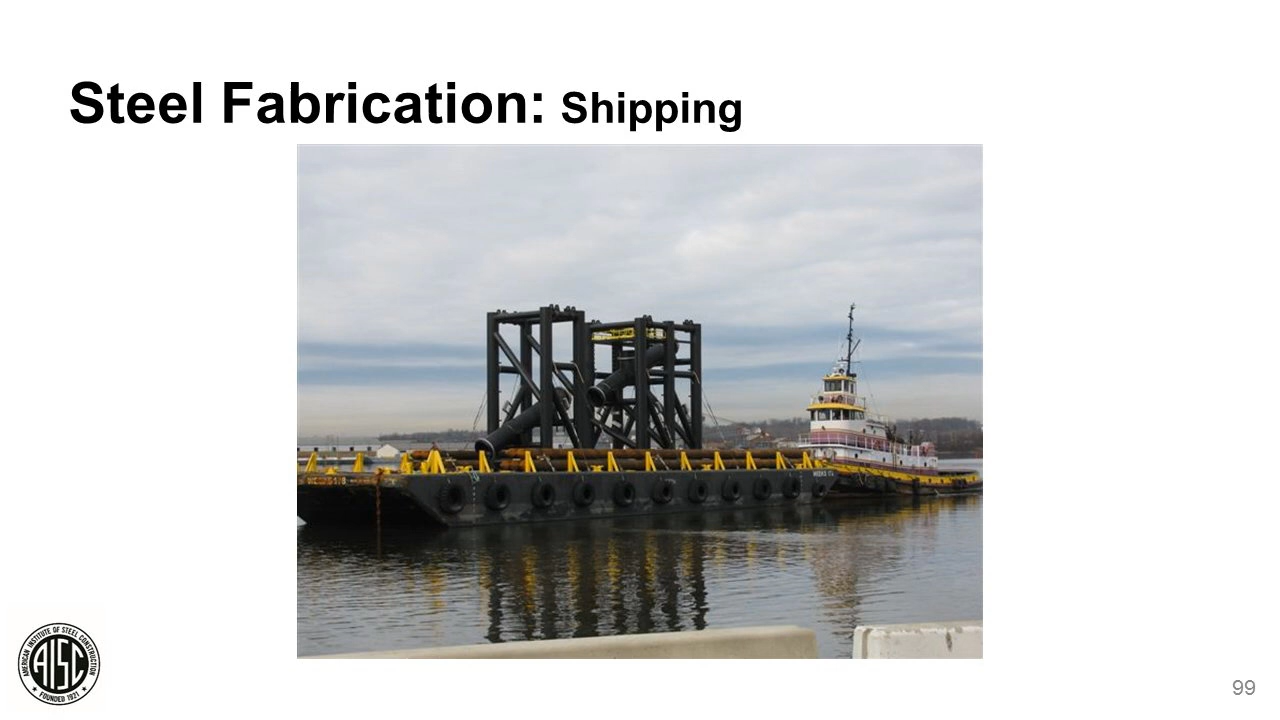 Steel Fabrication: Shipping
AMERICAN INSTITUTE OF STEEL CONSTRUCTION
AISC
FOUNDED 1921
99